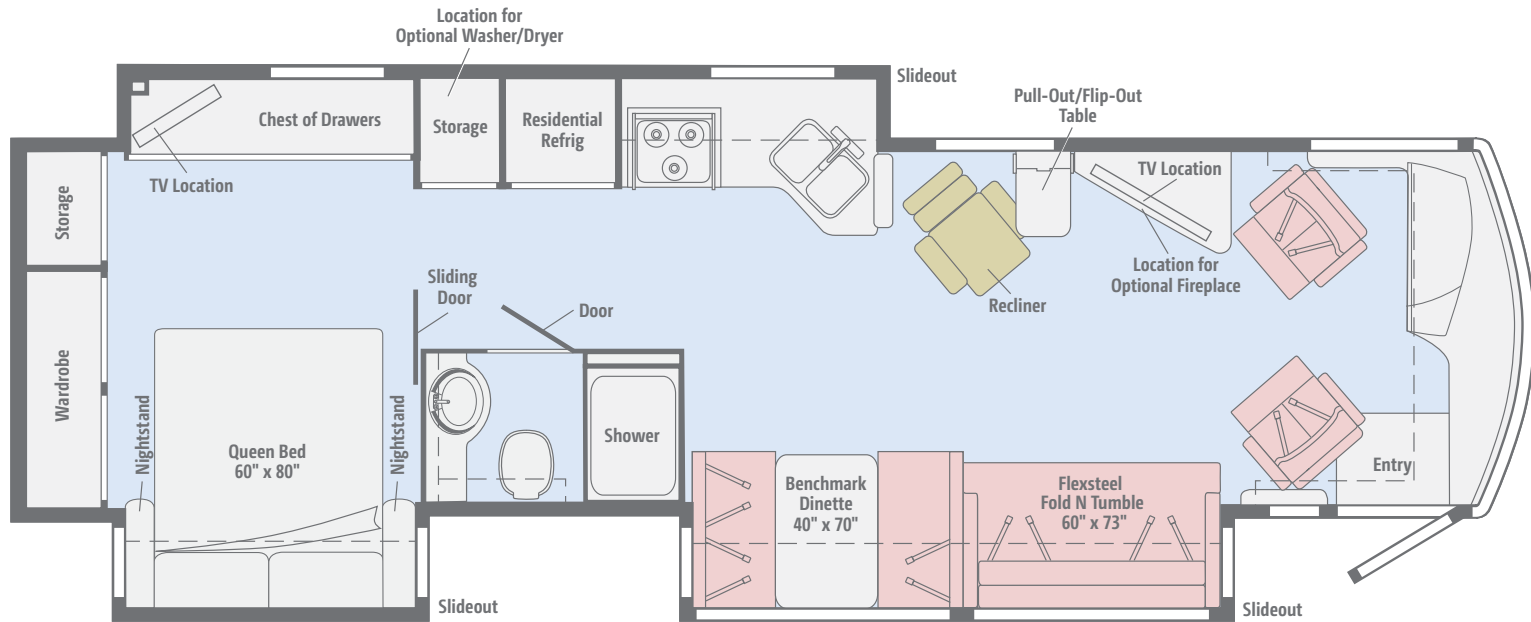 Location for
Optional Washer/Dryer
Slideout
Pull-Out/Flip-Out
Table
Chest of Drawers
Storage
Residential
Refrig
TV Location
TV Location
Storage
Sliding
Door
Door
Recliner
Location for
Optional Fireplace
Wardrobe
Nightstand
Queen Bed
60" x 80"
Nightstand
Shower
Benchmark
Dinette
40" x 70"
Flexsteel
Fold N Tumble
60" x 73"
Entry
Slideout
Slideout